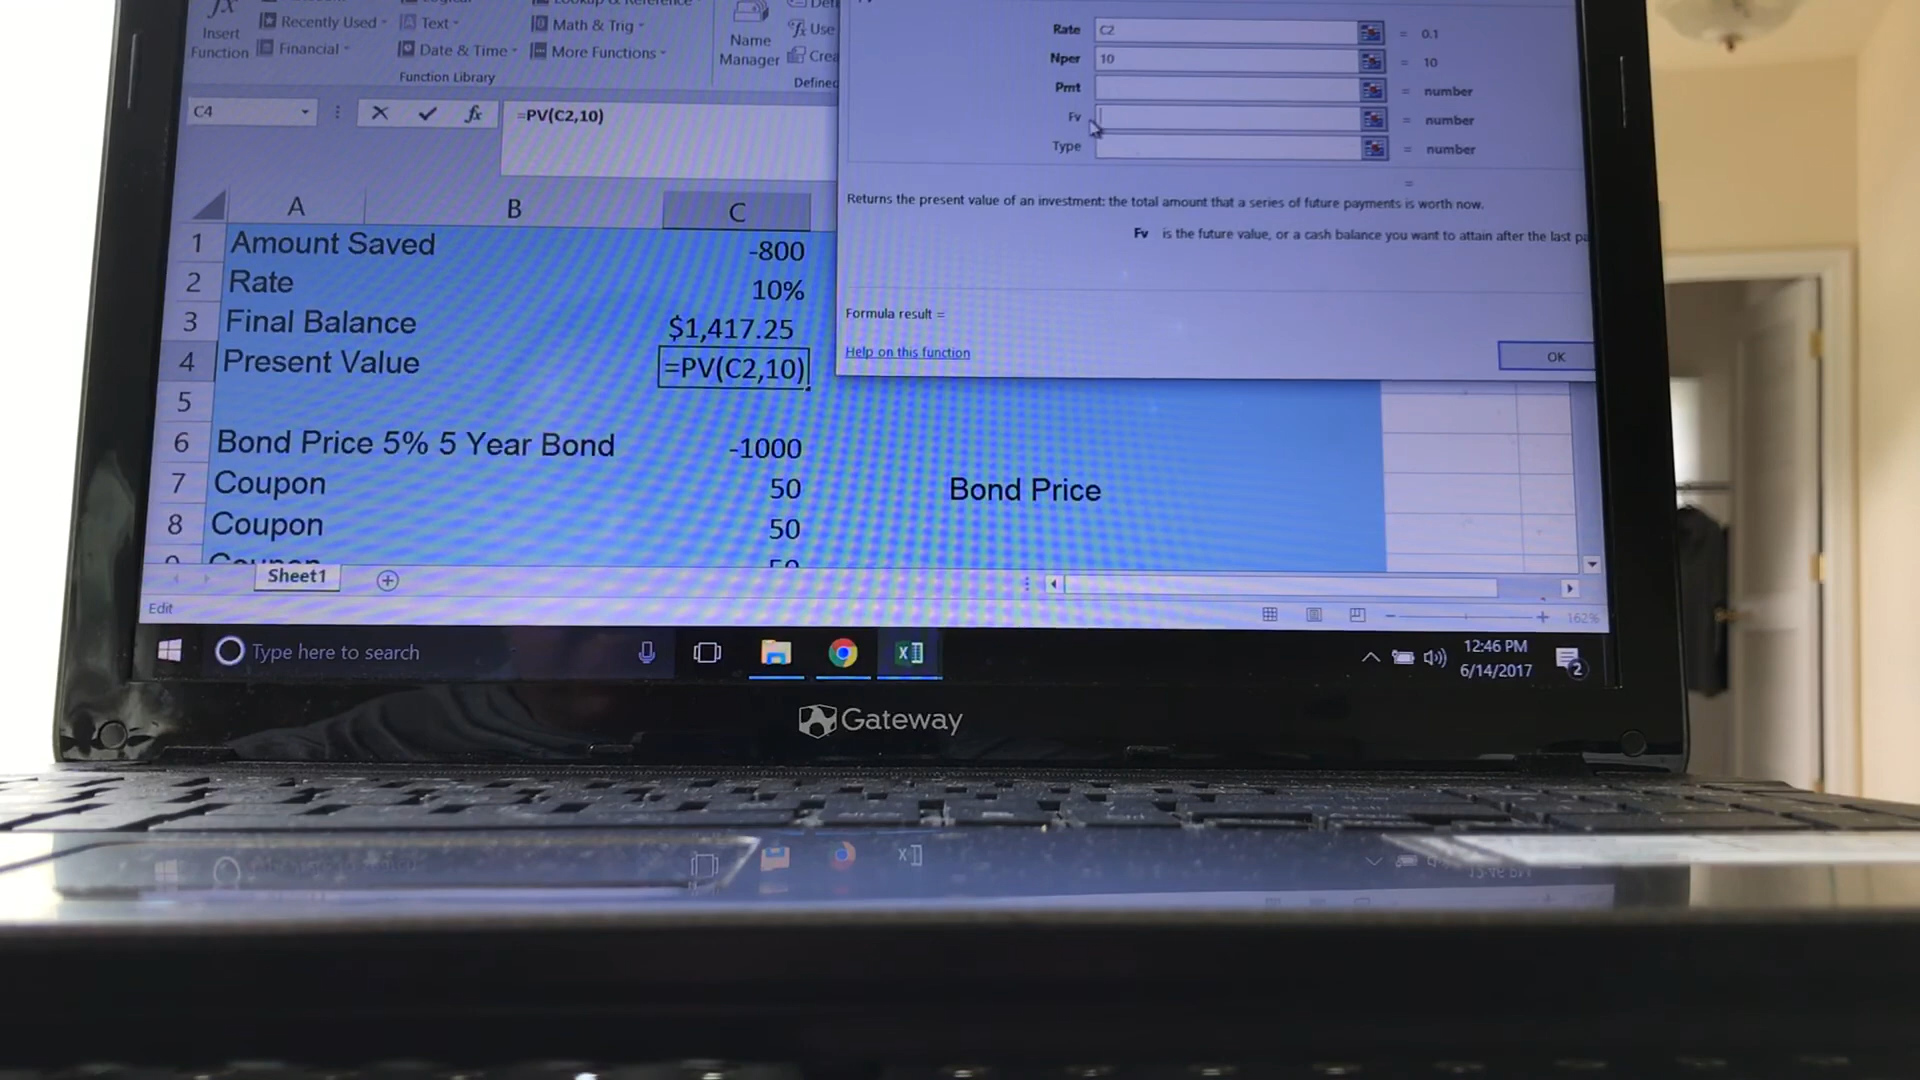 Recently Used
Text
Math & Trig
Insert
Function
Financial
Date & Time
More Functions
Function Library
Name
Manager
Use
Crea
Defined
C4
fx
=PV(C2,10)
Rate C2 = 0.1
Nper 10 = 10
Pmt = number
Fv = number
Type = number
=
Returns the present value of an investment: the total amount that a series of future payments is worth now.
Fv is the future value, or a cash balance you want to attain after the last pa
Formula result =
Help on this function
OK
A B C
1 Amount Saved -800
2 Rate 10%
3 Final Balance $1,417.25
4 Present Value =PV(C2,10)
5
6 Bond Price 5% 5 Year Bond -1000
7 Coupon 50 Bond Price
8 Coupon 50
Sheet1
Edit
162%
Type here to search
12:46 PM
6/14/2017
2
Gateway